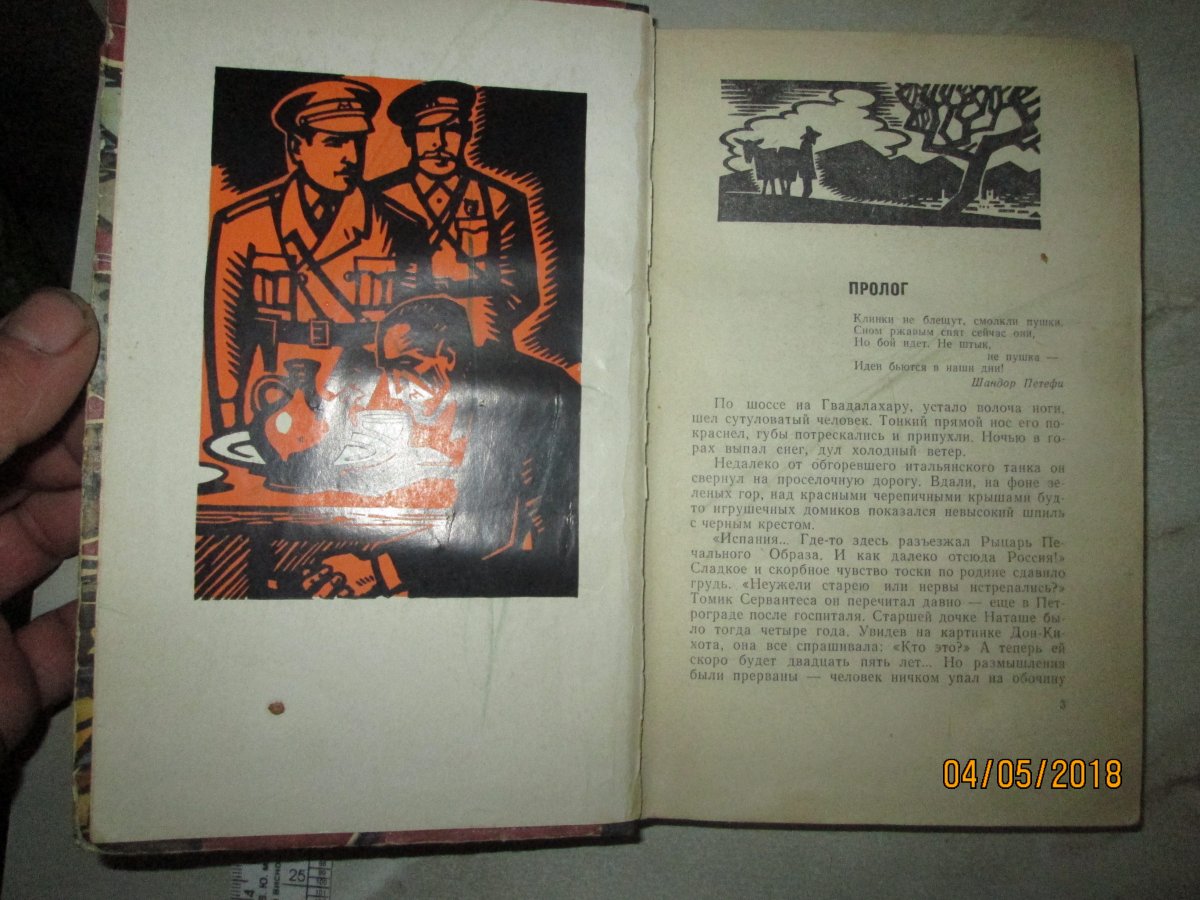 ПРОЛОГ
Клинки не блещут, смолкли пушки.
Сном ржавым спят сейчас они,
Но бой идет. Не штык,
не пушка —
Идеи бьются в наши дни!
Шандор Петефи
По шоссе на Гвадалахару, устало волоча ноги,
шел сутуловатый человек. Тонкий прямой нос его по-
краснел, губы потрескались и припухли. Ночью в го-
рах выпал снег, дул холодный ветер.
Недалеко от обгоревшего итальянского танка он
свернул на проселочную дорогу. Вдали, на фоне зе-
леных гор, над красными черепичными крышами буд-
то игрушечных домиков показался невысокий шпиль
с черным крестом.
«Испания... Где-то здесь разъезжал Рыцарь Пе-
чального Образа. И как далеко отсюда Россия!»
Сладкое и скорбное чувство тоски по родине сдавило
грудь. «Неужели старею или нервы истрепались?»
Томик Сервантеса он перечитал давно — еще в Пет-
рограде после госпиталя. Старшей дочке Наташе бы-
ло тогда четыре года. Увидев на картинке Дон-Ки-
хота, она все спрашивала: «Кто это?» А теперь ей
скоро будет двадцать пять лет... Но размышления
были прерваны — человек ничком упал на обочину
3
04/05/2018
25